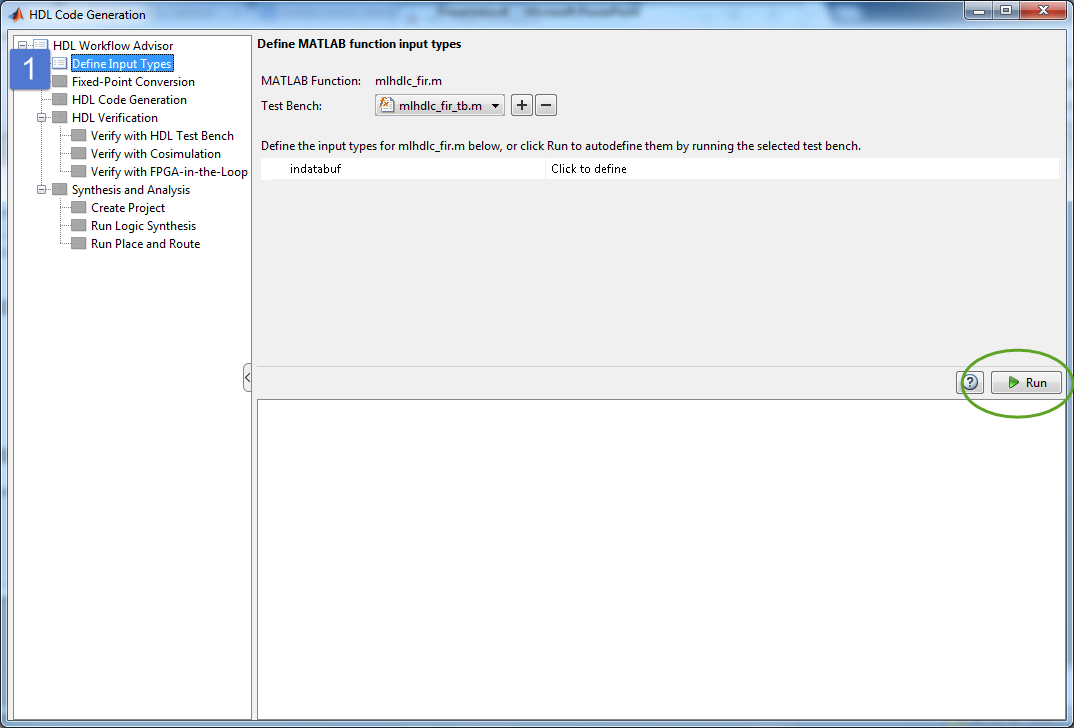 HDL Code Generation
HDL Workflow Advisor
1
Define Input Types
Fixed-Point Conversion
HDL Code Generation
HDL Verification
Verify with HDL Test Bench
Verify with Cosimulation
Verify with FPGA-in-the-Loop
Synthesis and Analysis
Create Project
Run Logic Synthesis
Run Place and Route
Define MATLAB function input types
MATLAB Function: mlhdlc_fir.m
Test Bench: mlhdlc_fir_tb.m
Define the input types for mlhdlc_fir.m below, or click Run to autodefine them by running the selected test bench.
indatabuf Click to define
? Run